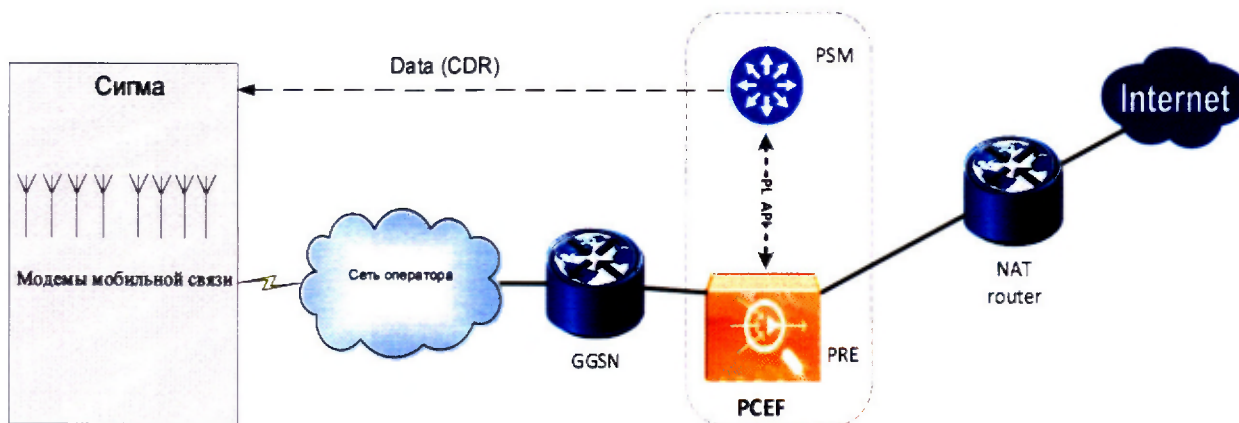 Сигма
Data (CDR)
PSM
Internet
PL API
Модемы мобильной связи
Сеть оператора
GGSN
PRE
PCEF
NAT
router